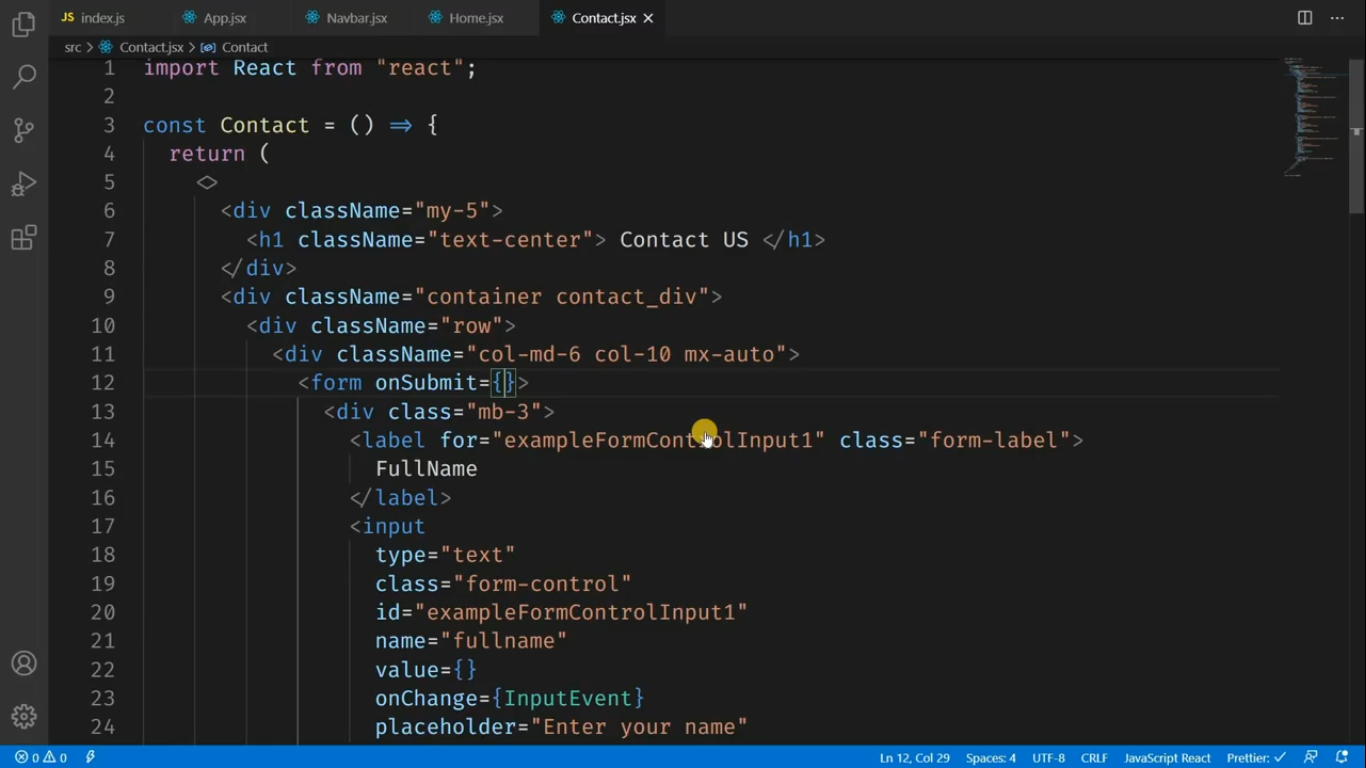 JS index.js App.jsx Navbar.jsx Home.jsx Contact.jsx
src > Contact.jsx > Contact
1 import React from "react";
2
3 const Contact = () => {
4 return (
5 <>
6 <div className="my-5">
7 <h1 className="text-center"> Contact US </h1>
8 </div>
9 <div className="container contact_div">
10 <div className="row">
11 <div className="col-md-6 col-10 mx-auto">
12 <form onSubmit={}>
13 <div class="mb-3">
14 <label for="exampleFormControlInput1" class="form-label">
15 FullName
16 </label>
17 <input
18 type="text"
19 class="form-control"
20 id="exampleFormControlInput1"
21 name="fullname"
22 value={}
23 onChange={InputEvent}
24 placeholder="Enter your name"
0 0 Ln 12, Col 29 Spaces: 4 UTF-8 CRLF JavaScript React Prettier: ✓